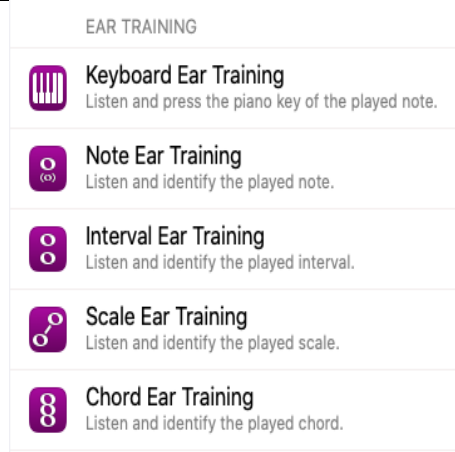 EAR TRAINING
Keyboard Ear Training
Listen and press the piano key of the played note.
Note Ear Training
Listen and identify the played note.
Interval Ear Training
Listen and identify the played interval.
Scale Ear Training
Listen and identify the played scale.
Chord Ear Training
Listen and identify the played chord.